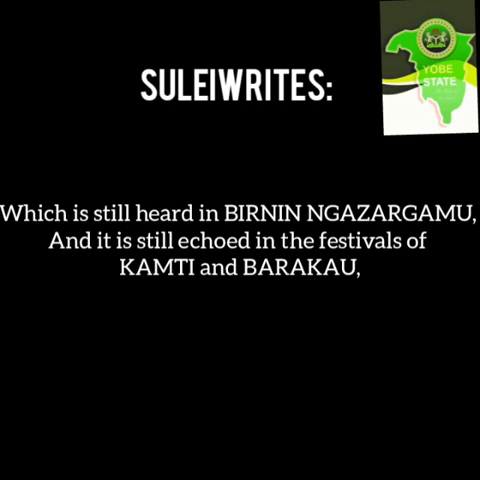 SULEIWRITES:
YOBE
STATE
Which is still heard in BIRNIN NGAZARGAMU,
And it is still echoed in the festivals of
KAMTI and BARAKAU,